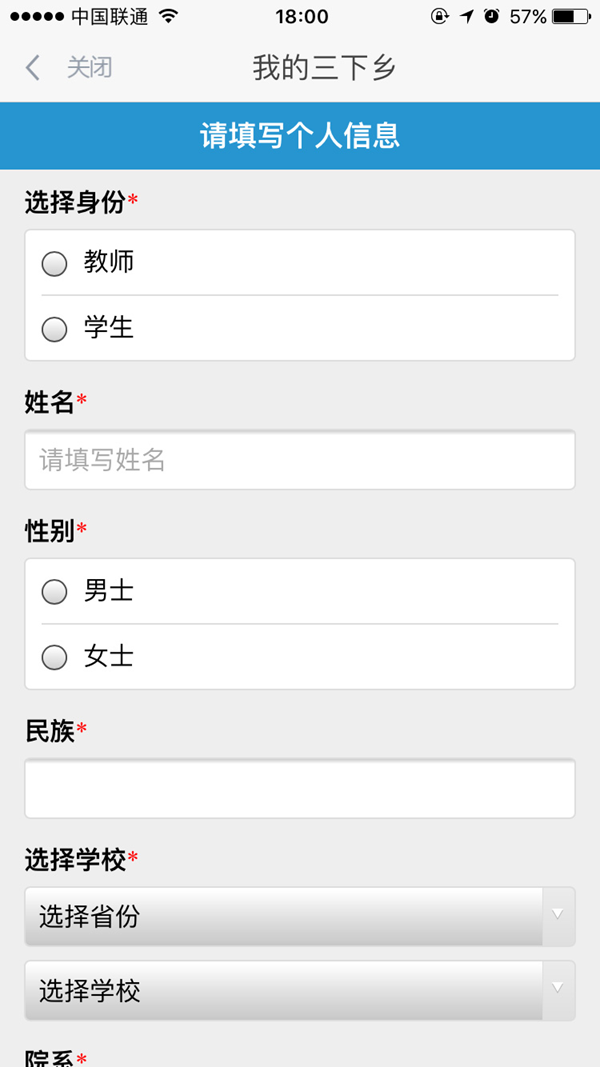 中国联通 18:00 57%
关闭 我的三下乡
请填写个人信息
选择身份*
教师
学生
姓名*
请填写姓名
性别*
男士
女士
民族*
选择学校*
选择省份
选择学校
院系*